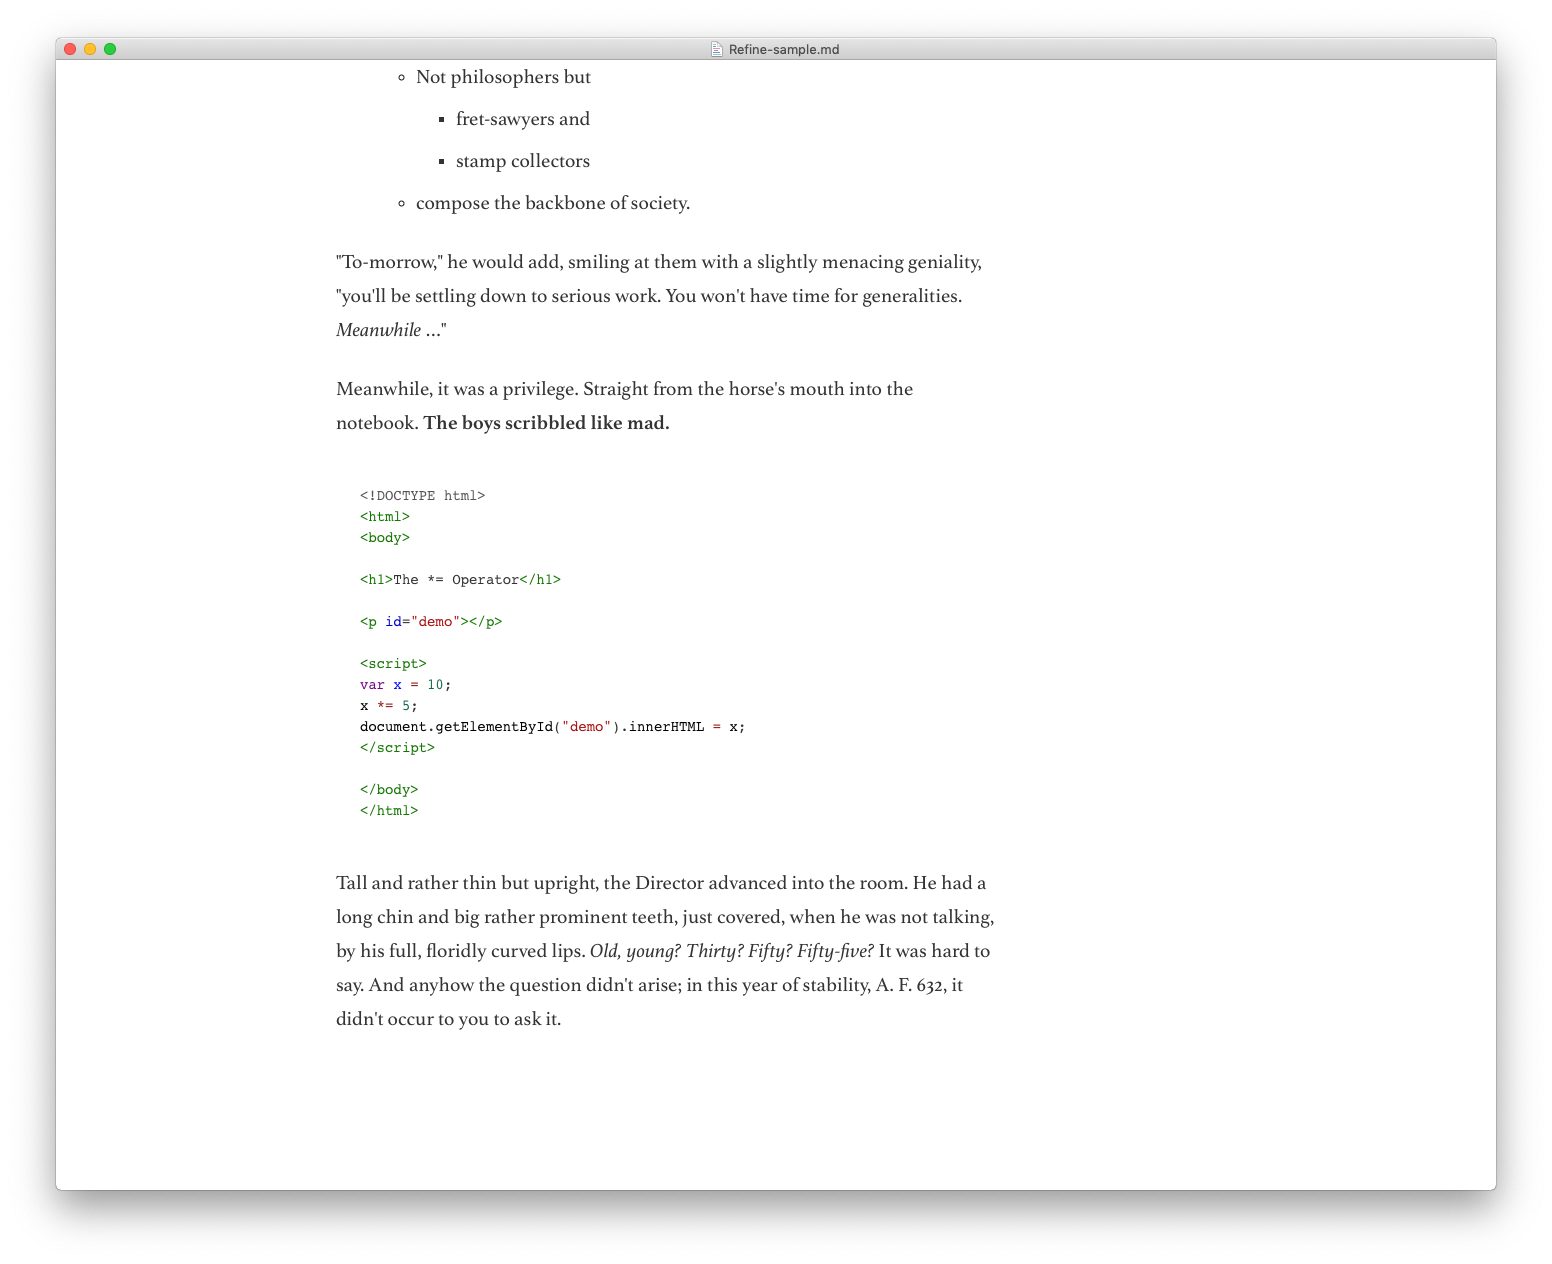 Refine-sample.md
Not philosophers but
fret-sawyers and
stamp collectors
compose the backbone of society.
"To-morrow," he would add, smiling at them with a slightly menacing geniality,
"you'll be settling down to serious work. You won't have time for generalities.
Meanwhile ..."
Meanwhile, it was a privilege. Straight from the horse's mouth into the
notebook. The boys scribbled like mad.
<!DOCTYPE html>
<html>
<body>
<h1>The *= Operator</h1>
<p id="demo"></p>
<script>
var x = 10;
x *= 5;
document.getElementById("demo").innerHTML = x;
</script>
</body>
</html>
Tall and rather thin but upright, the Director advanced into the room. He had a
long chin and big rather prominent teeth, just covered, when he was not talking,
by his full, floridly curved lips. Old, young? Thirty? Fifty? Fifty-five? It was hard to
say. And anyhow the question didn't arise; in this year of stability, A. F. 632, it
didn't occur to you to ask it.